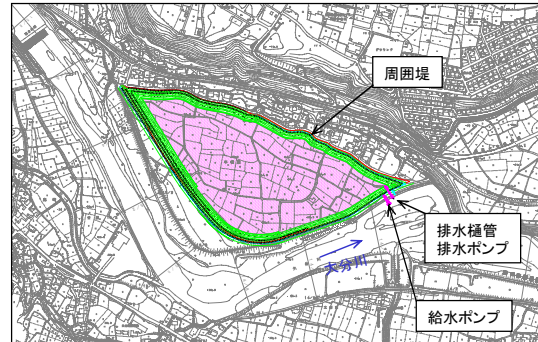 周囲堤
排水樋管
排水ポンプ
大分川
給水ポンプ